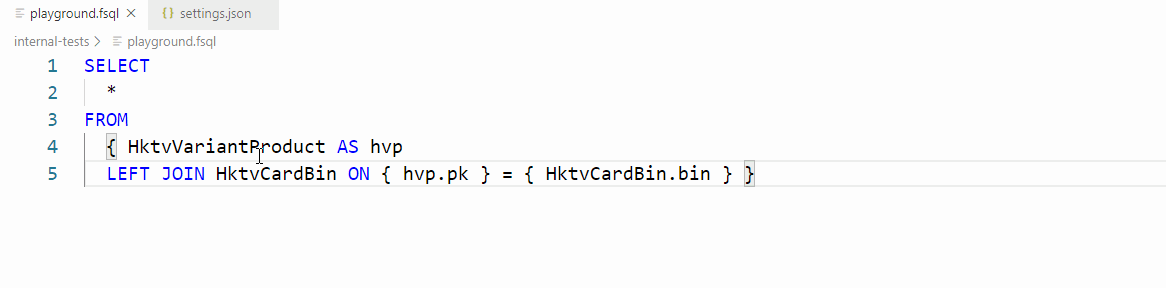 playground.fsql × {} settings.json
internal-tests > playground.fsql
1 SELECT
2 *
3 FROM
4 { HktvVariantProduct AS hvp
5 LEFT JOIN HktvCardBin ON { hvp.pk } = { HktvCardBin.bin } }